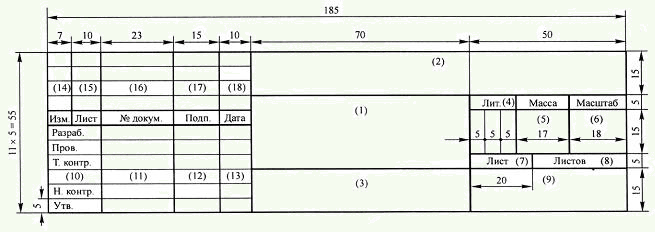 185
7 10 23 15 10 70 50
(2)
15
(14) (15) (16) (17) (18)
(1)
Лит. (4) Масса Масштаб
5
Изм. Лист № докум. Подп. Дата
(5) (6)
15
11 × 5 = 55
Разраб.
5 5 5 17 18
Пров.
Т. контр.
Лист (7) Листов (8)
5
(10) (11) (12) (13)
(3)
20 (9)
15
Н. контр.
5
Утв.